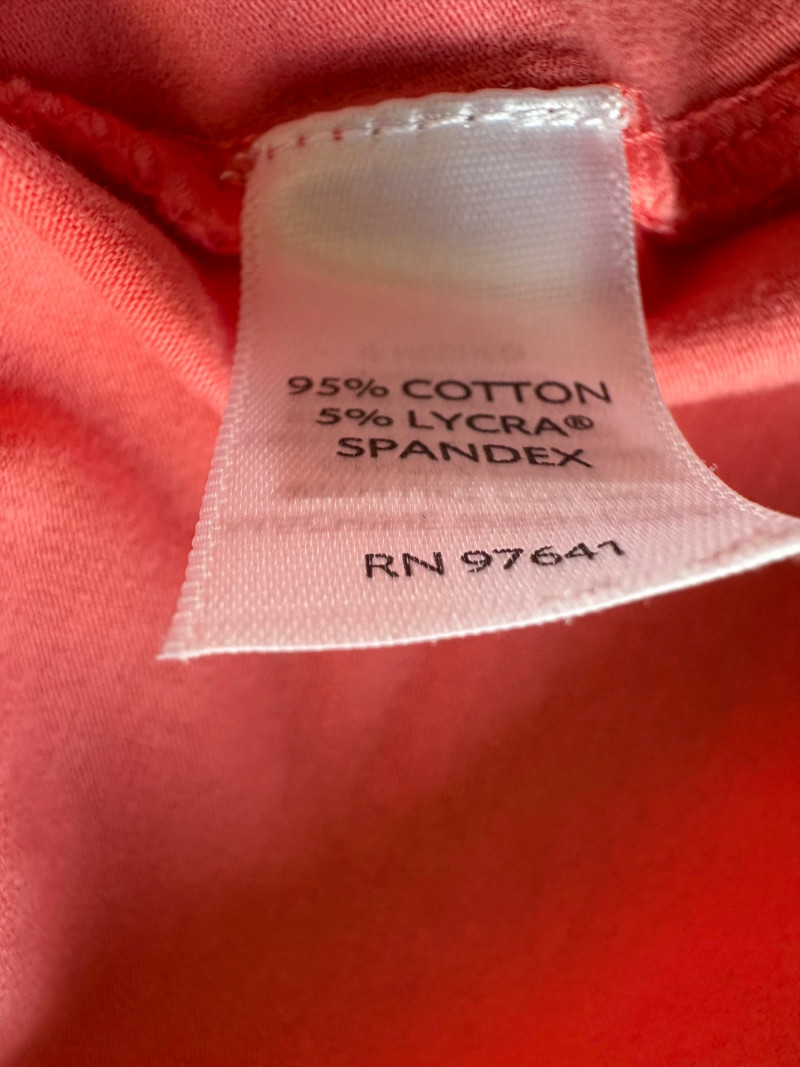 95% COTTON
5% LYCRA®
SPANDEX
RN 97641